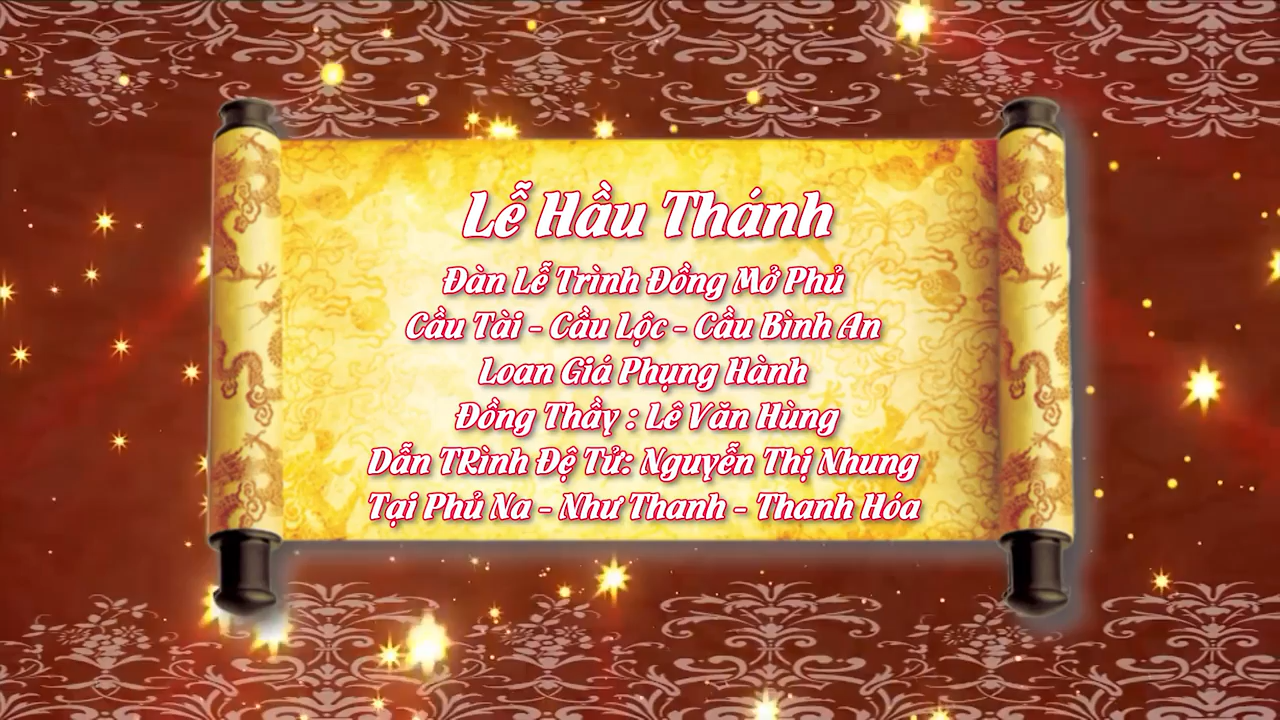 Lễ Hầu Thánh
Đàn Lễ Trình Đồng Mở Phủ
Cầu Tài - Cầu Lộc - Cầu Bình An
Loan Giá Phụng Hành
Đồng Thầy : Lê Văn Hùng
Dẫn TRình Đệ Tử: Nguyễn Thị Nhung
Tại Phủ Na - Như Thanh - Thanh Hóa